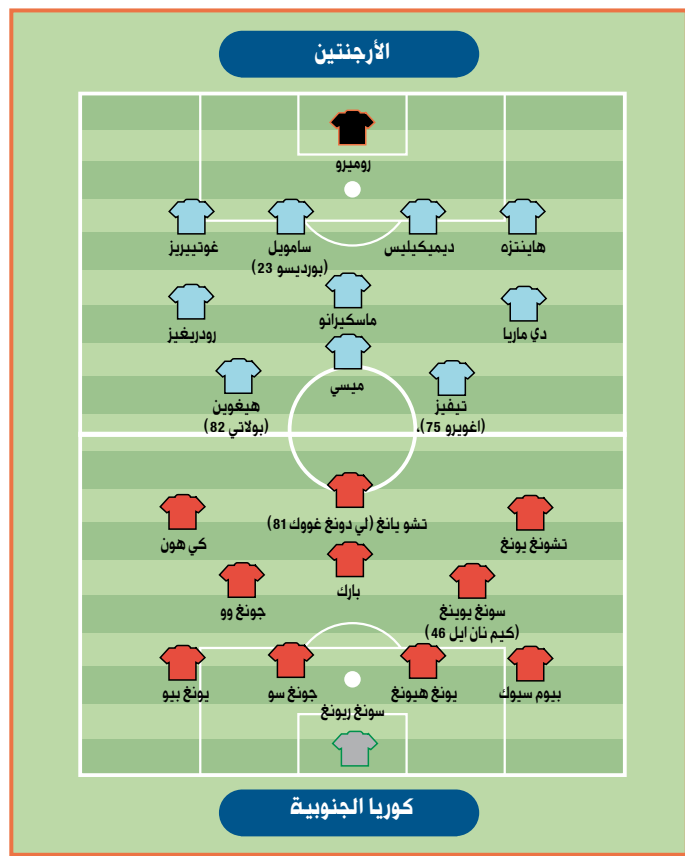 الأرجنتين
روميرو
هاينتزه
ديميكيليس
سامويل
(بورديسو 23)
غوتييريز
دي ماريا
ماسكيرانو
رودريغيز
ميسي
تيفيز
(اغويرو 75).
هيغوين
(بولاتي 82)
تشو يانغ (لي دونغ غووك 81)
تشونغ يونغ
كي هون
بارك
سونغ يوينغ
(كيم نان ايل 46)
جونغ وو
بيوم سيوك
يونغ هيونغ
جونغ سو
يونغ بيو
سونغ ريونغ
كوريا الجنوبية